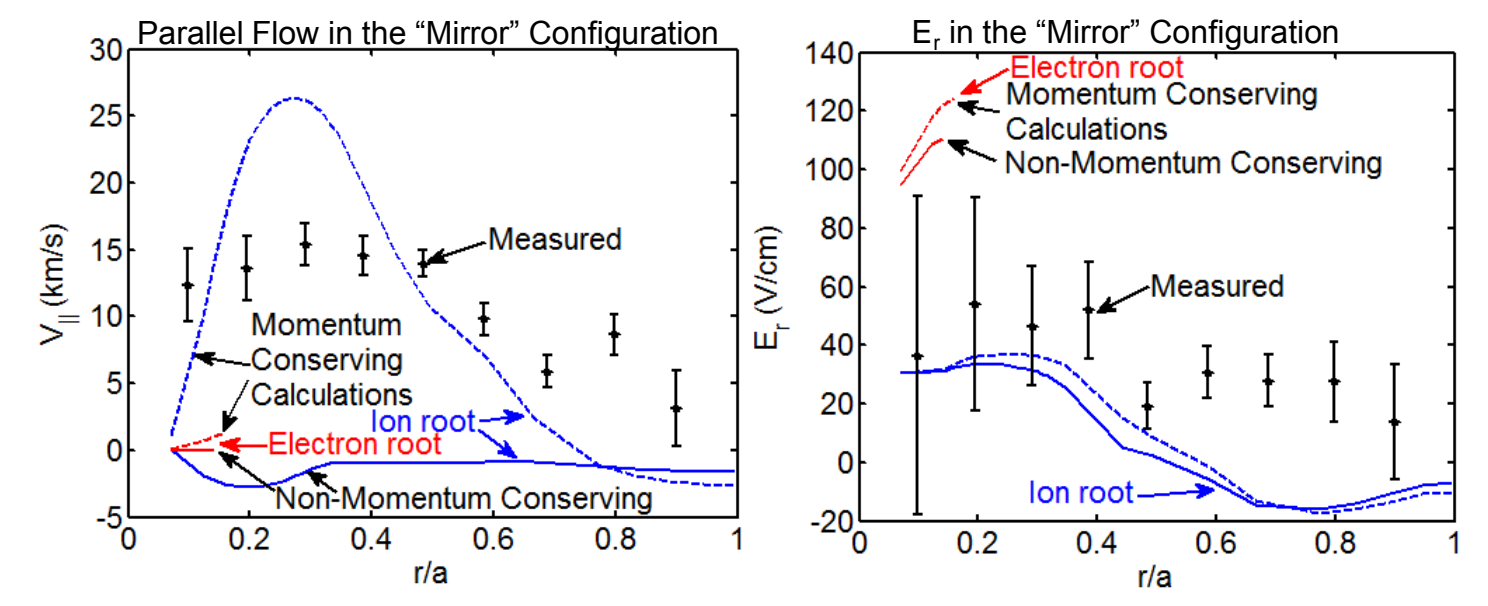 Parallel Flow in the “Mirror” Configuration
30
25
20
15
10
5
0
-5
V|| (km/s)
Measured
Momentum
Conserving
Calculations
Ion root
Electron root
Non-Momentum Conserving
0
0.2
0.4
0.6
0.8
1
r/a
Er in the “Mirror” Configuration
140
120
100
80
60
40
20
0
-20
Er (V/cm)
Electron root
Momentum Conserving
Calculations
Non-Momentum Conserving
Measured
Ion root
0
0.2
0.4
0.6
0.8
1
r/a